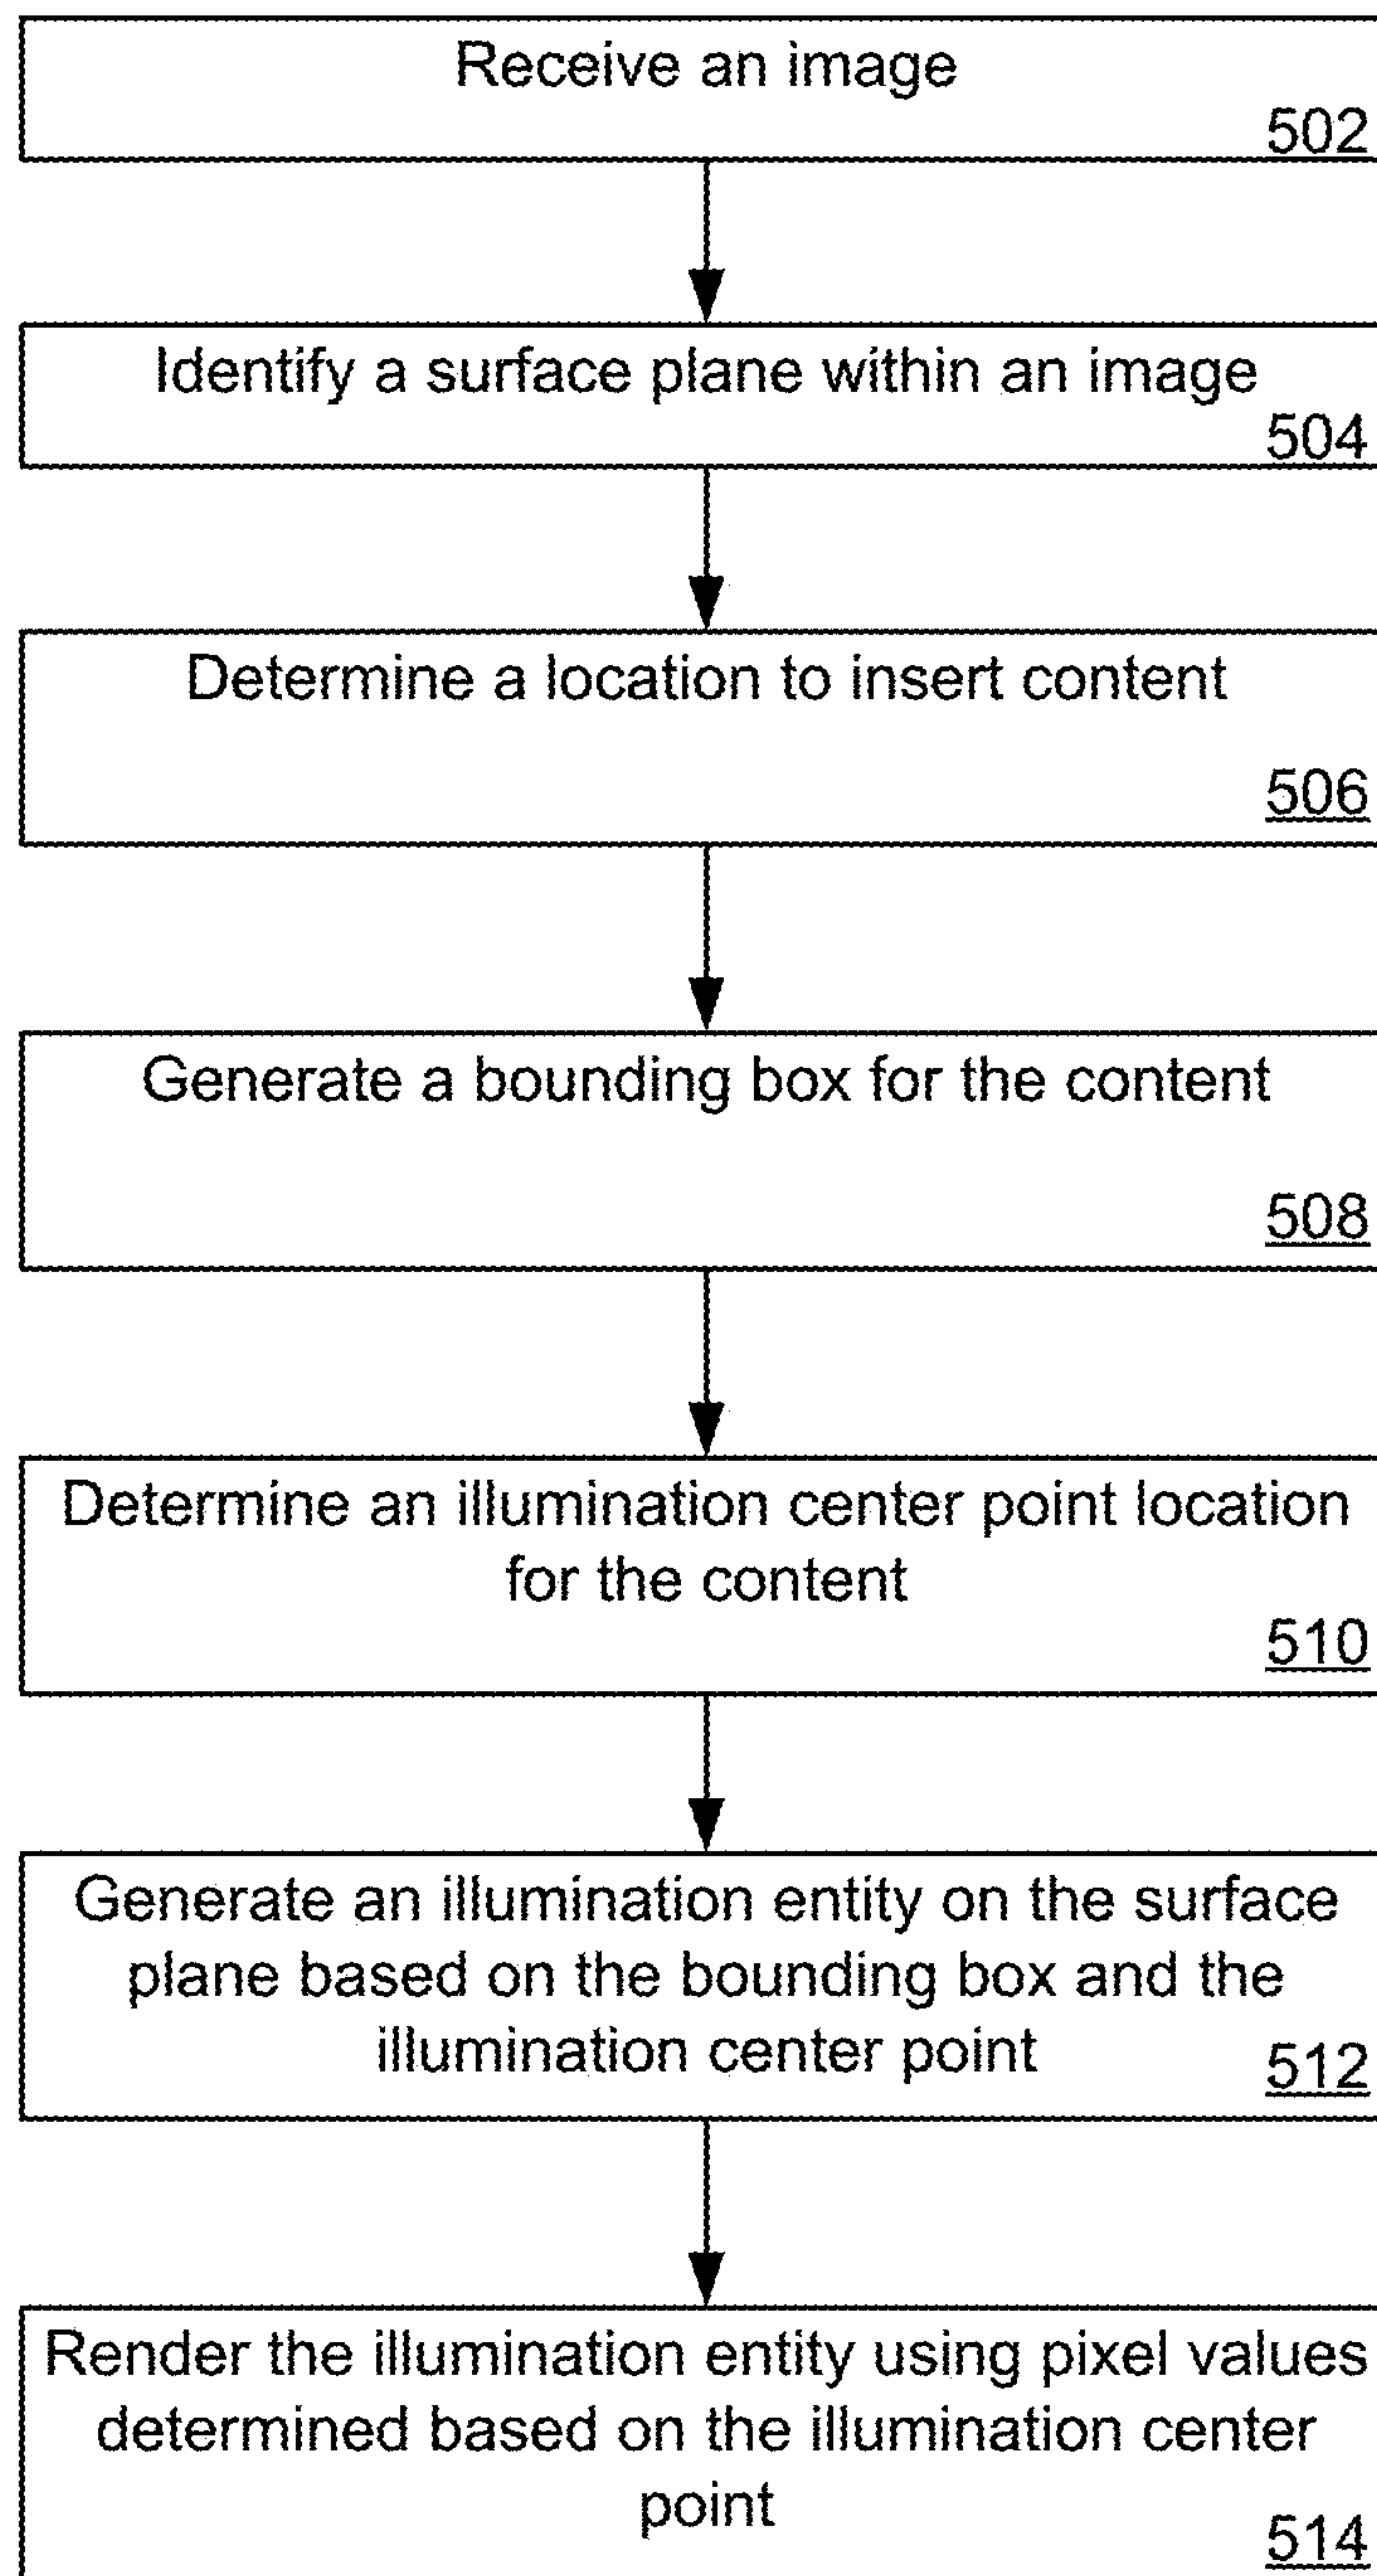 Receive an image
502
Identify a surface plane within an image
504
Determine a location to insert content
506
Generate a bounding box for the content
508
Determine an illumination center point location
for the content
510
Generate an illumination entity on the surface
plane based on the bounding box and the
illumination center point
512
Render the illumination entity using pixel values
determined based on the illumination center
point
514